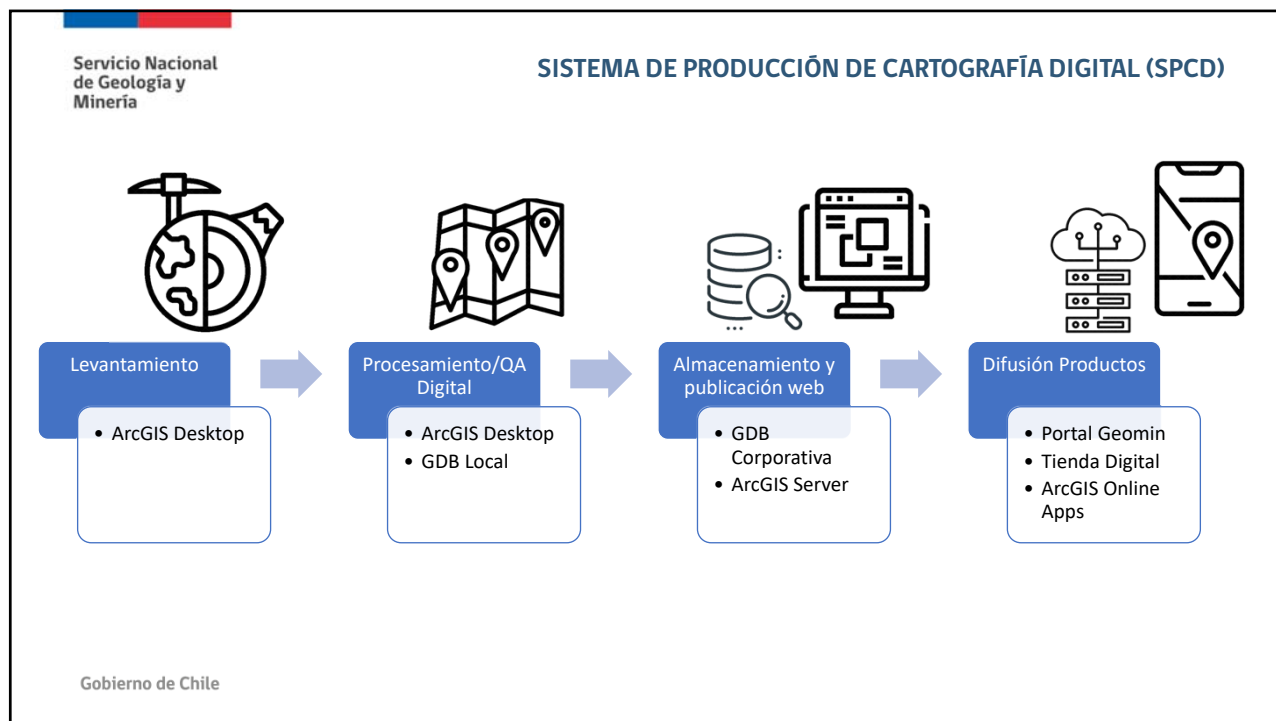 Servicio Nacional
de Geología y
Minería
SISTEMA DE PRODUCCIÓN DE CARTOGRAFÍA DIGITAL (SPCD)
Levantamiento
• ArcGIS Desktop
Procesamiento/QA
Digital
• ArcGIS Desktop
• GDB Local
Almacenamiento y
publicación web
• GDB
Corporativa
• ArcGIS Server
Difusión Productos
• Portal Geomin
• Tienda Digital
• ArcGIS Online
Apps
Gobierno de Chile